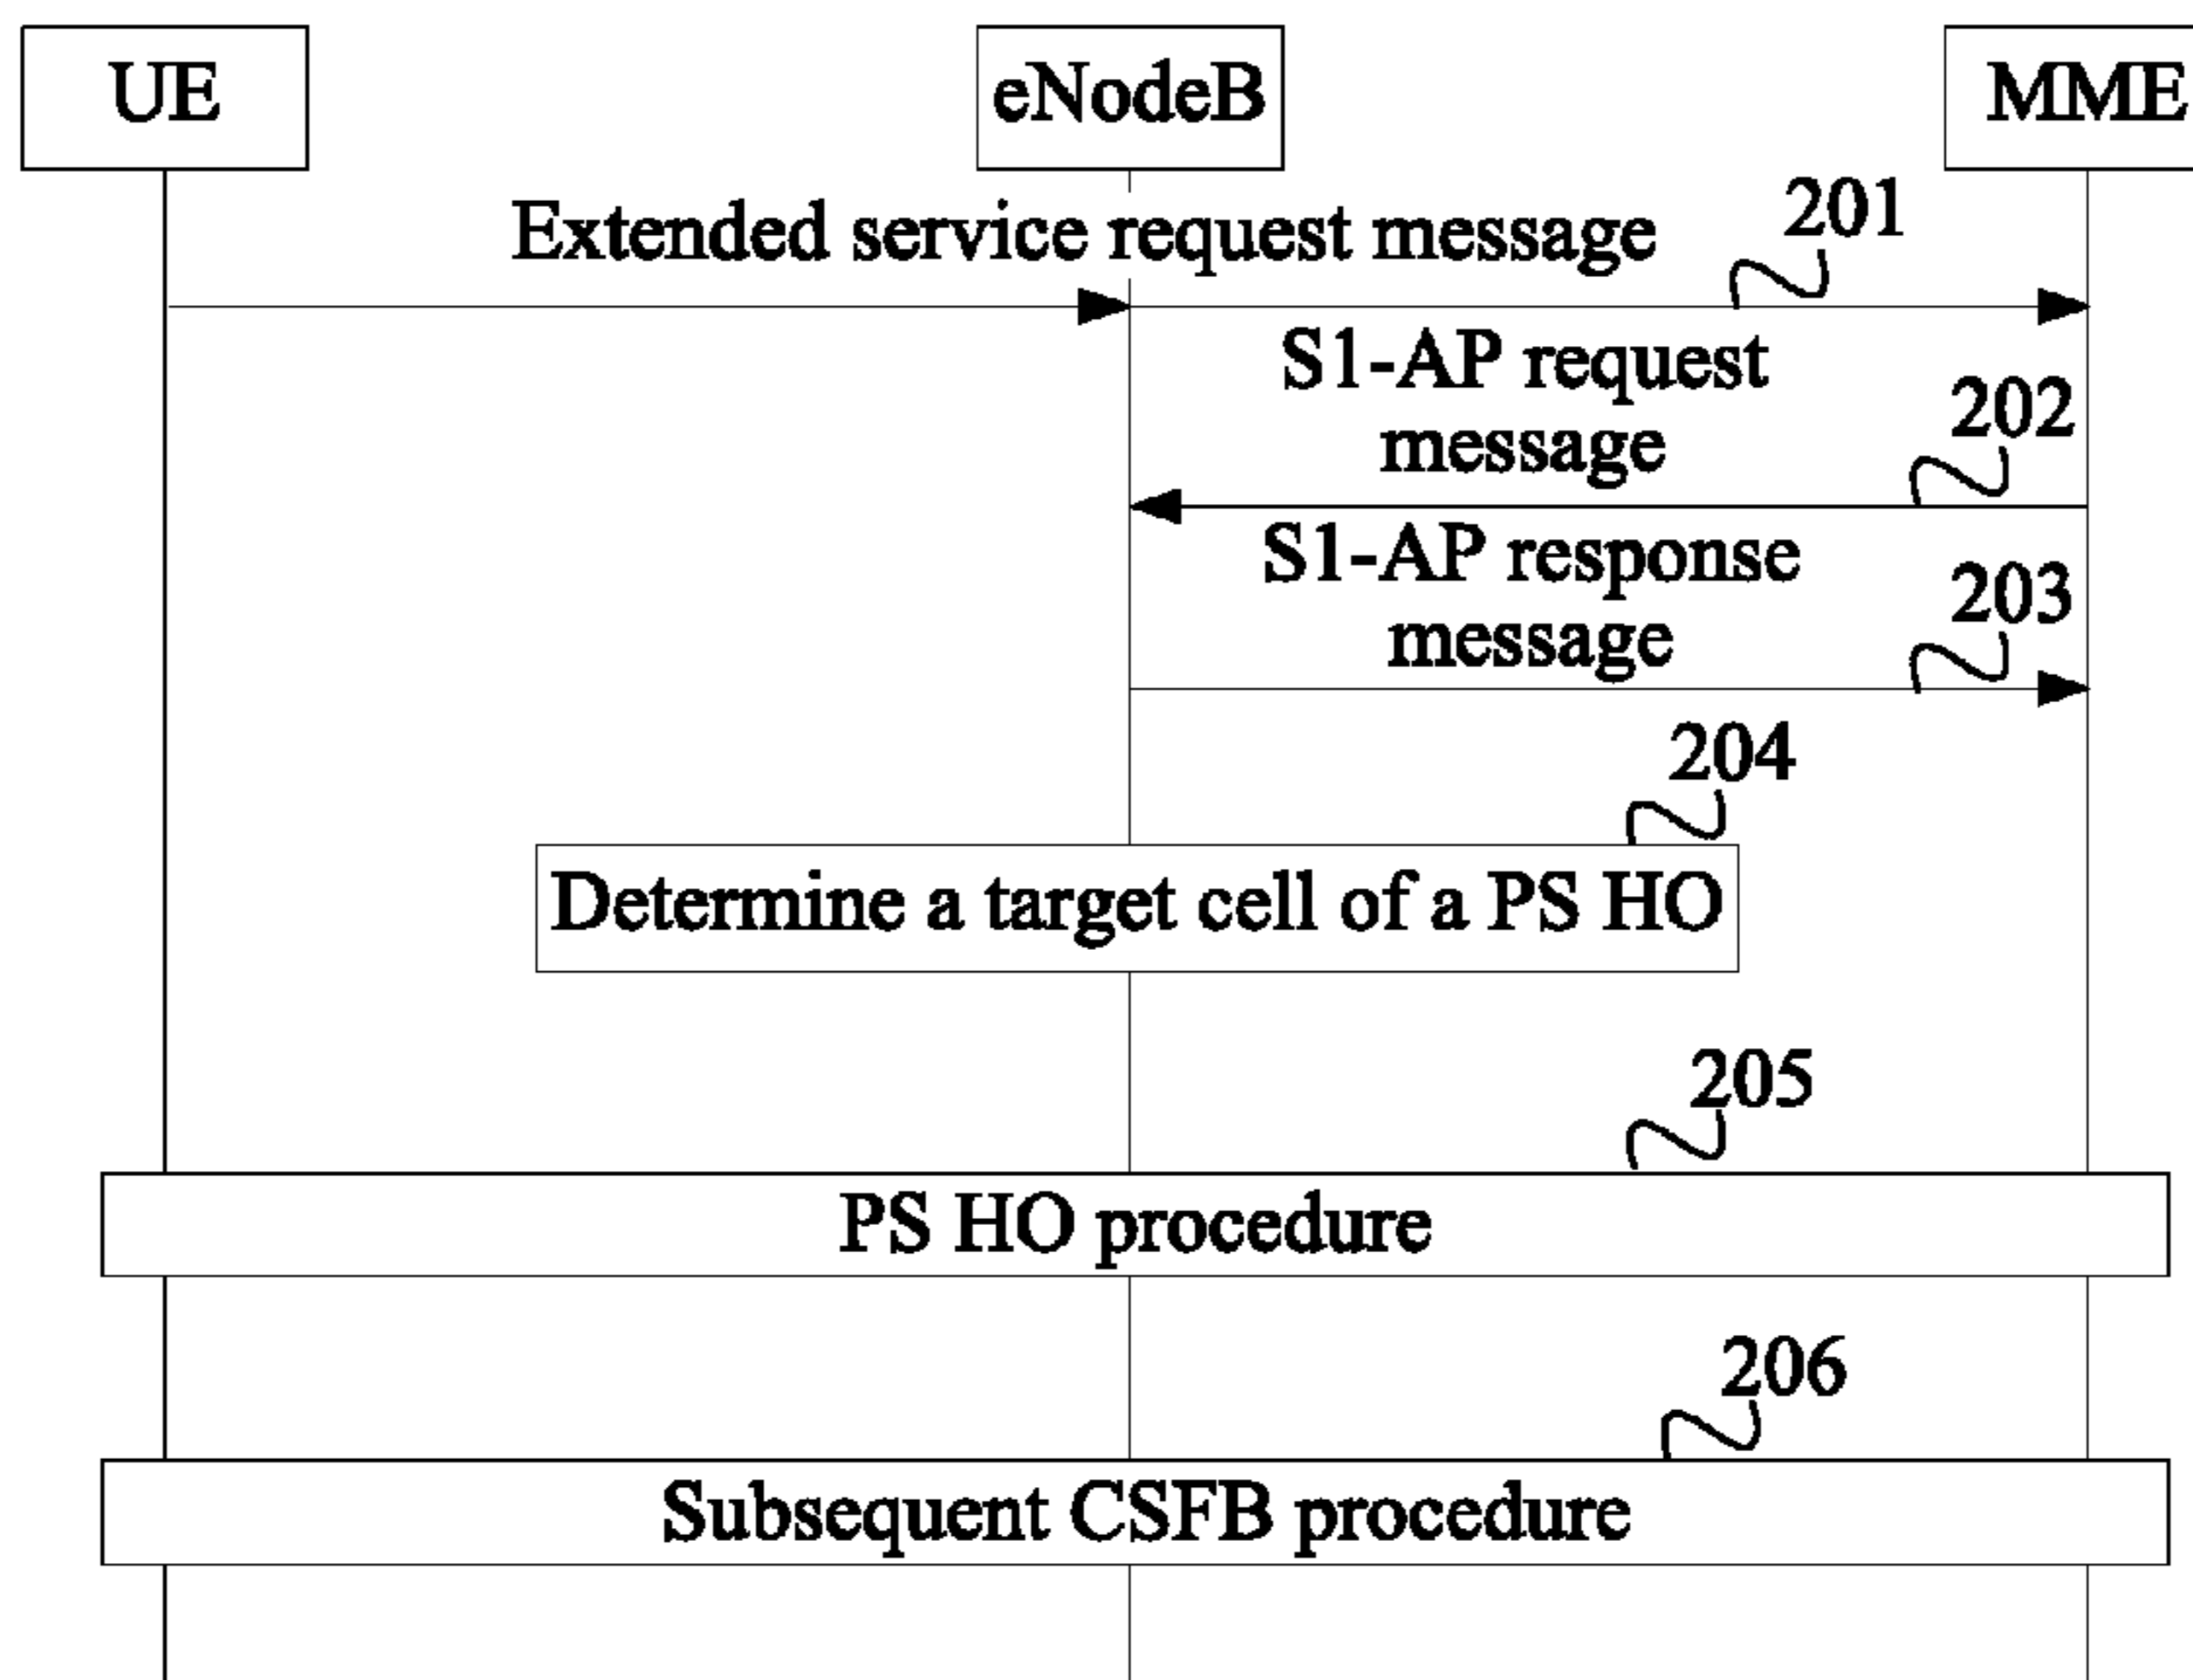 UE
eNodeB
MME
Extended service request message
201
S1-AP request
message
202
S1-AP response
message
203
204
Determine a target cell of a PS HO
205
PS HO procedure
206
Subsequent CSFB procedure